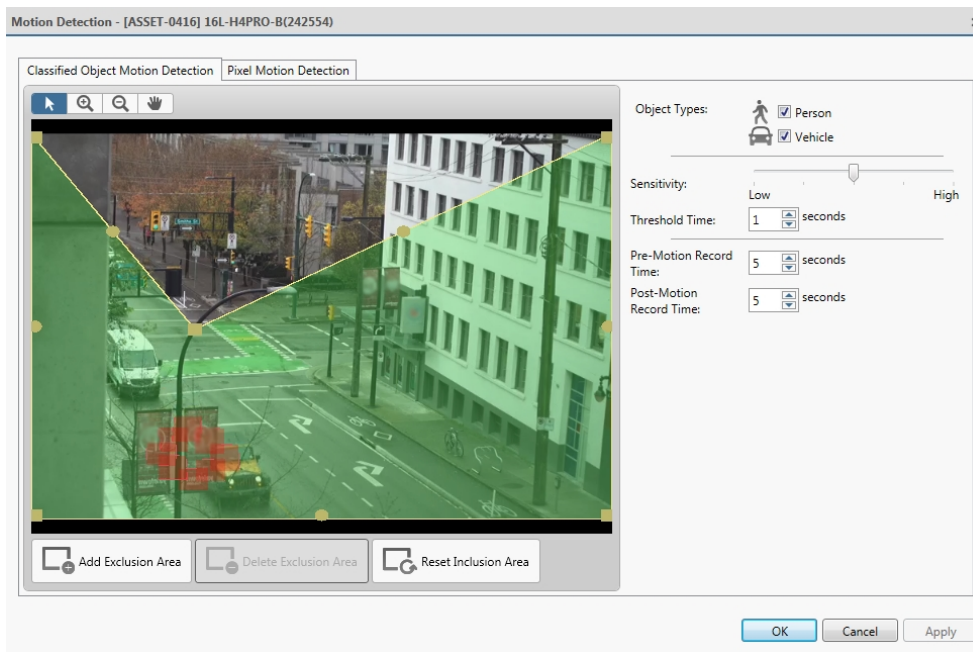 Motion Detection - [ASSET-0416] 16L-H4PRO-B(242554)
Classified Object Motion Detection
Pixel Motion Detection
Object Types:
Person
Vehicle
Sensitivity:
Low
High
Threshold Time:
1
seconds
Pre-Motion Record
Time:
5
seconds
Post-Motion
Record Time:
5
seconds
Add Exclusion Area
Delete Exclusion Area
Reset Inclusion Area
OK
Cancel
Apply